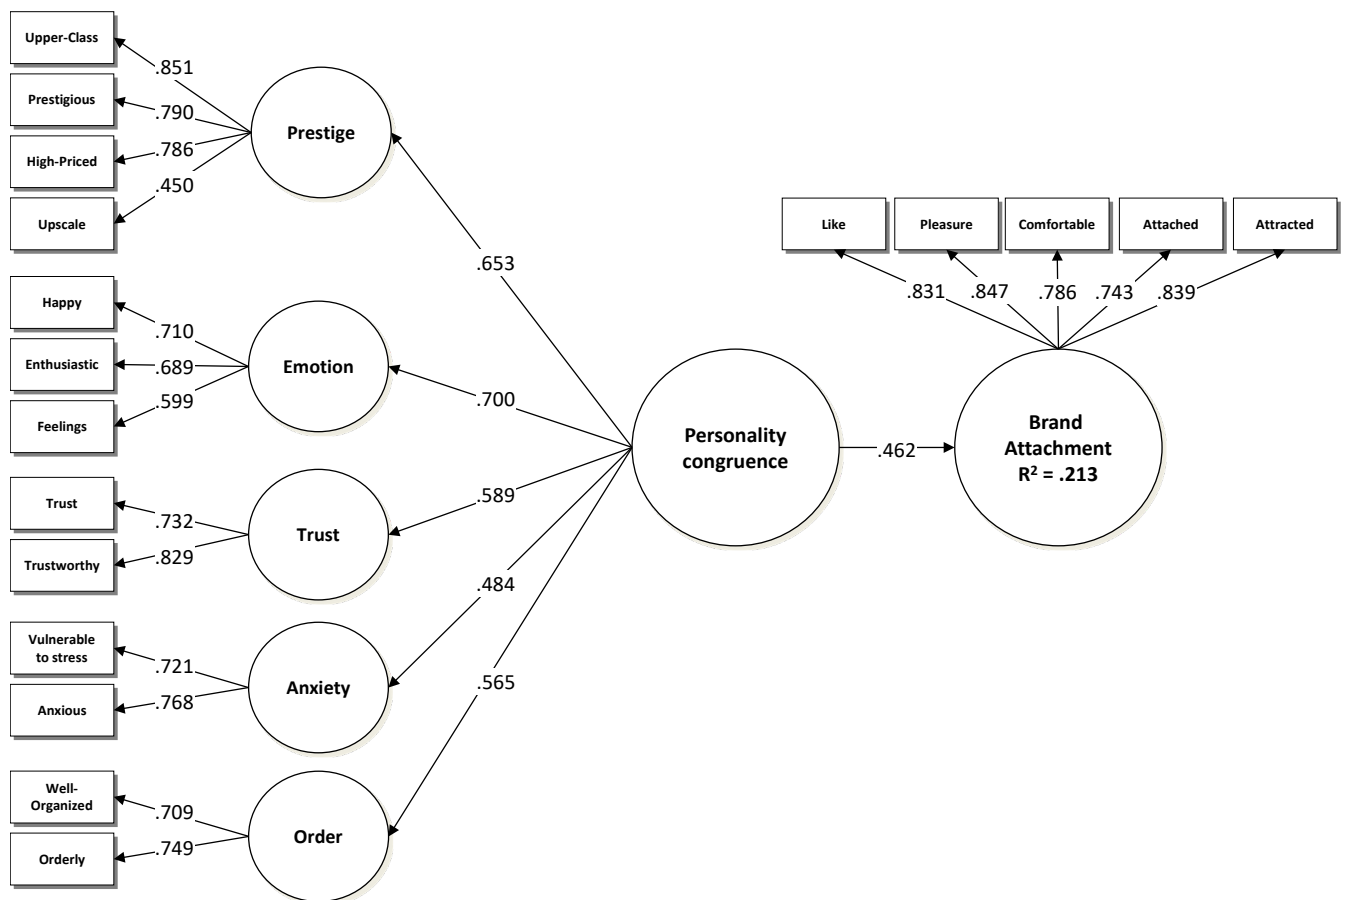 Upper-Class
.851
Prestigious
.790
Prestige
High-Priced
.786
.450
Upscale
.653
Like
Pleasure
Comfortable
Attached
Attracted
.831
.847
.786
.743
.839
Happy
.710
Enthusiastic
.689
Emotion
.599
Feelings
.700
Personality
congruence
.462
Brand
Attachment
R² = .213
Trust
.732
Trust
.829
Trustworthy
.589
.484
Vulnerable
to stress
.721
Anxiety
.768
Anxious
.565
Well-
Organized
.709
Order
.749
Orderly